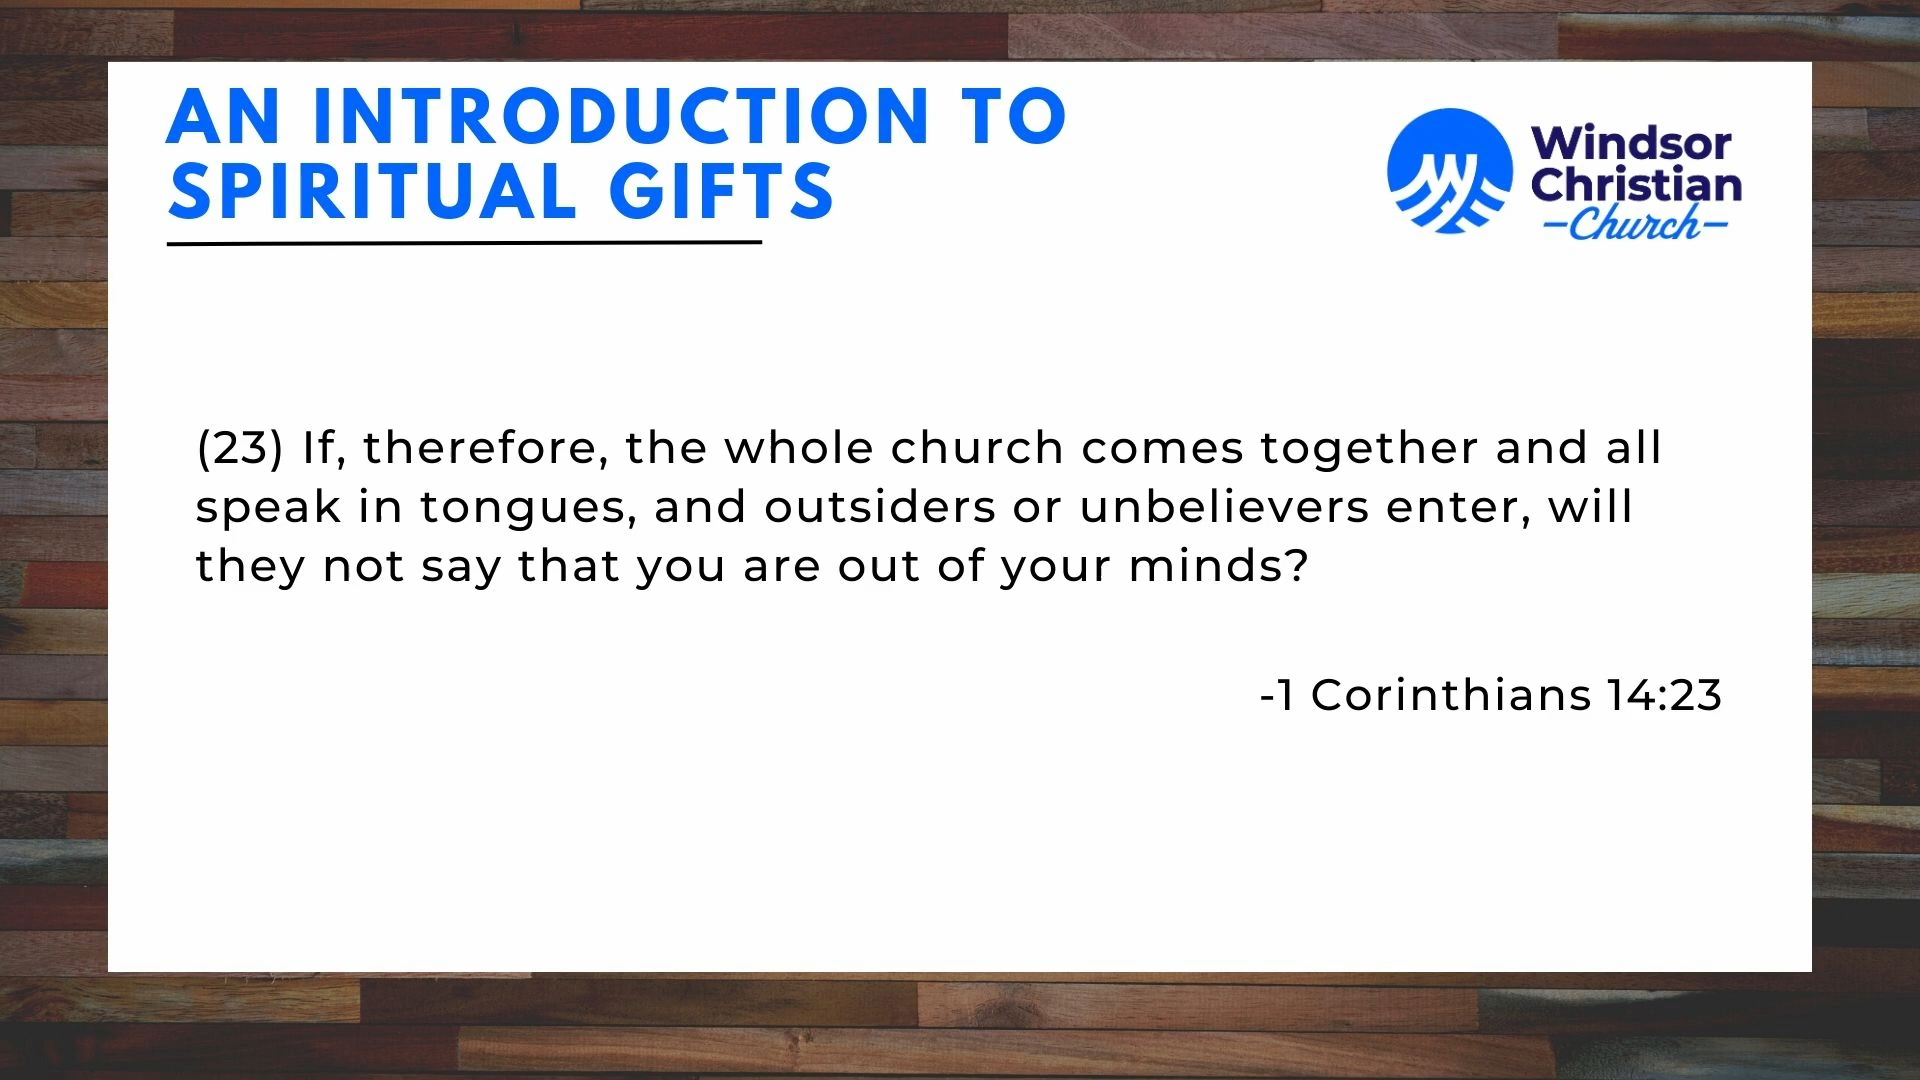 AN INTRODUCTION TO
SPIRITUAL GIFTS
Windsor
Christian
-Church-
(23) If, therefore, the whole church comes together and all
speak in tongues, and outsiders or unbelievers enter, will
they not say that you are out of your minds?
-1 Corinthians 14:23